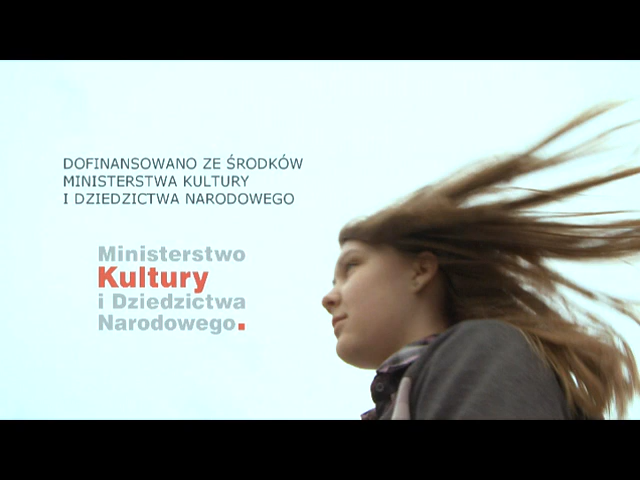 DOFINANSOWANO ZE ŚRODKÓW
MINISTERSTWA KULTURY
I DZIEDZICTWA NARODOWEGO
Ministerstwo
Kultury
i Dziedzictwa
Narodowego.